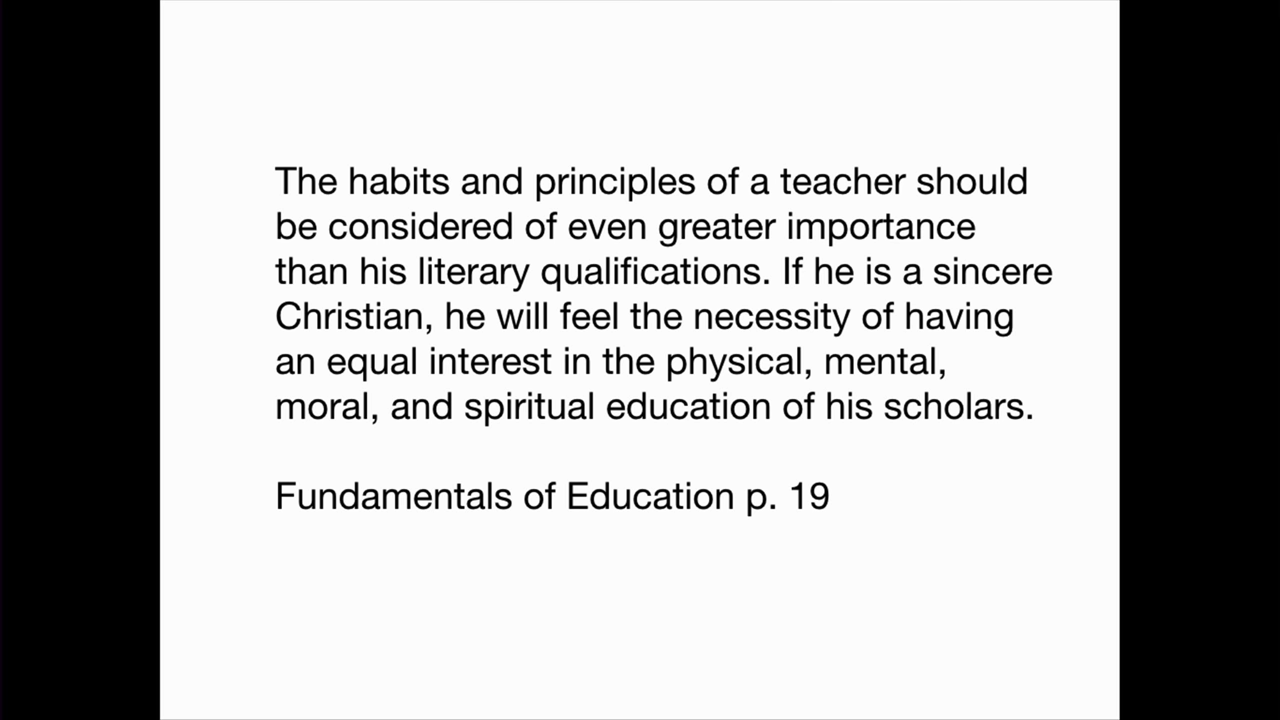 The habits and principles of a teacher should
be considered of even greater importance
than his literary qualifications. If he is a sincere
Christian, he will feel the necessity of having
an equal interest in the physical, mental,
moral, and spiritual education of his scholars.
Fundamentals of Education p. 19